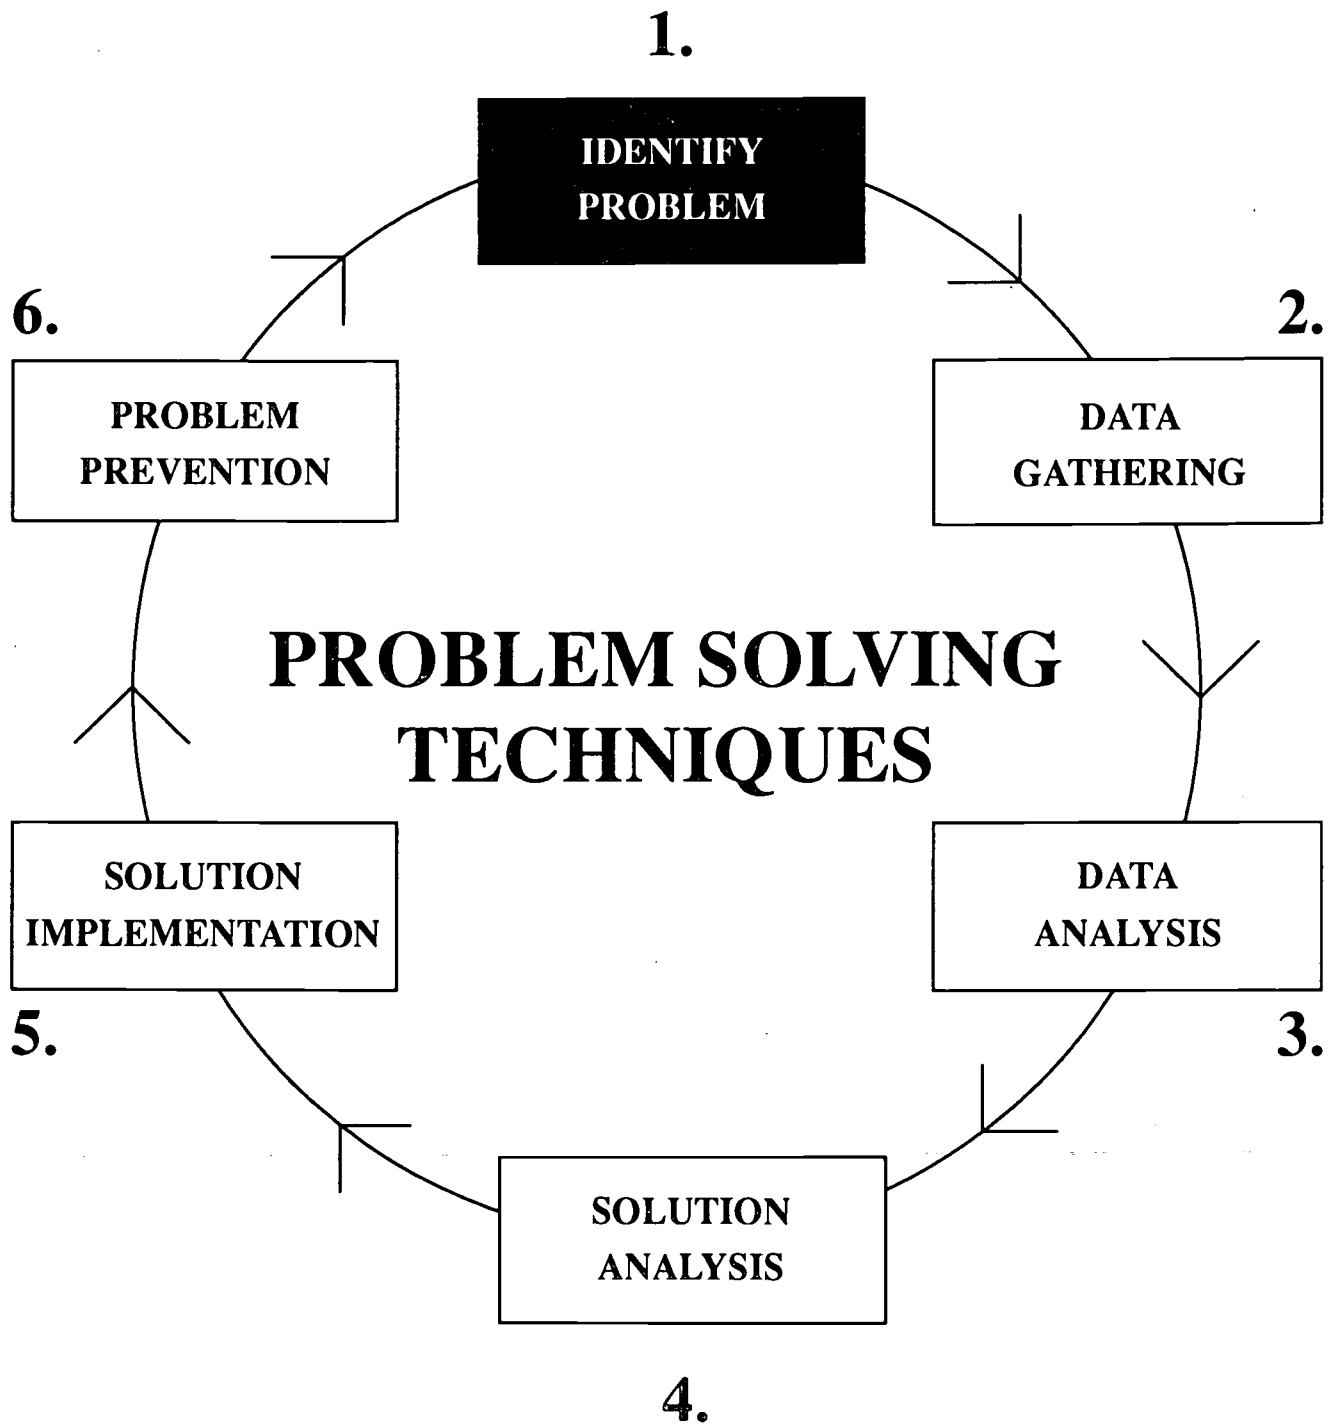 1.
IDENTIFY
PROBLEM
2.
DATA
GATHERING
DATA
ANALYSIS
3.
SOLUTION
ANALYSIS
4.
SOLUTION
IMPLEMENTATION
5.
6.
PROBLEM
PREVENTION
PROBLEM SOLVING
TECHNIQUES